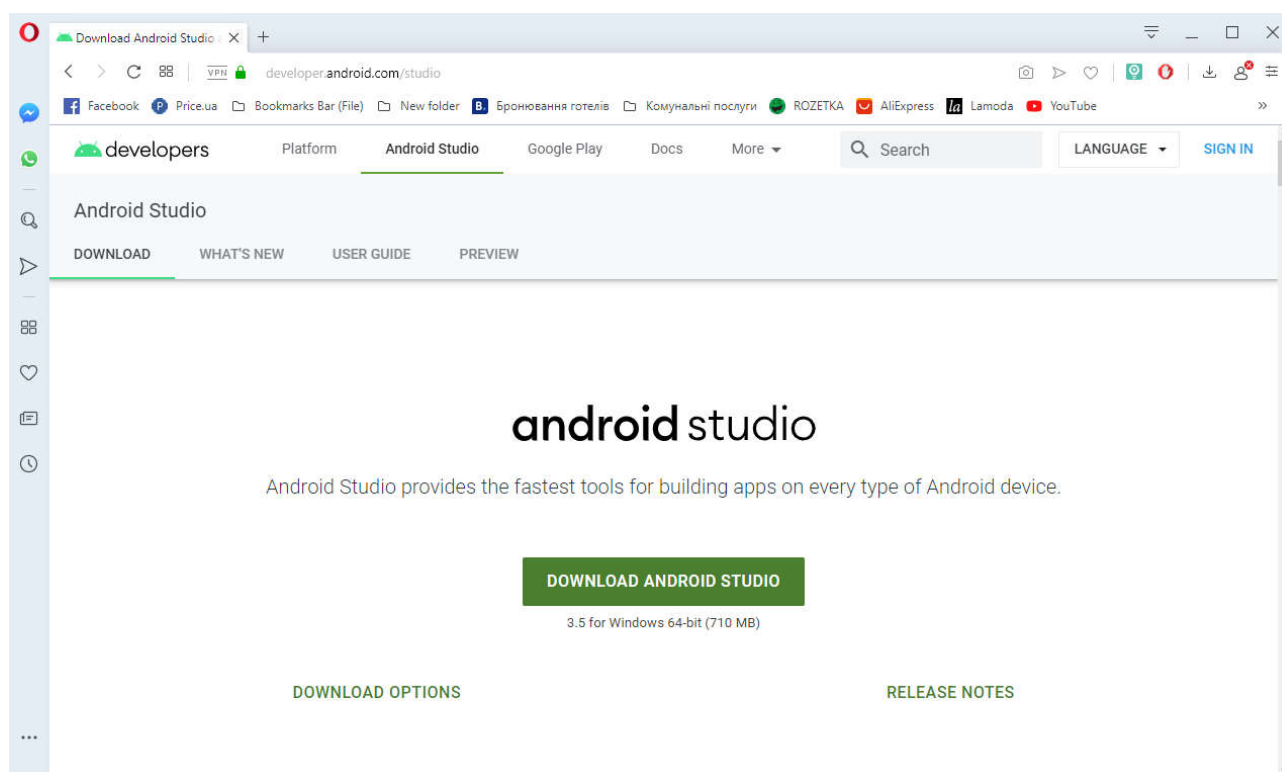 Download Android Studio
VPN developer.android.com/studio
Facebook Price.ua Bookmarks Bar (File) New folder B. Бронювання готелів Комунальні послуги ROZETKA AliExpress la Lamoda YouTube »
developers Platform Android Studio Google Play Docs More Search LANGUAGE SIGN IN
Android Studio
DOWNLOAD WHAT'S NEW USER GUIDE PREVIEW
android studio
Android Studio provides the fastest tools for building apps on every type of Android device.
DOWNLOAD ANDROID STUDIO
3.5 for Windows 64-bit (710 MB)
DOWNLOAD OPTIONS RELEASE NOTES